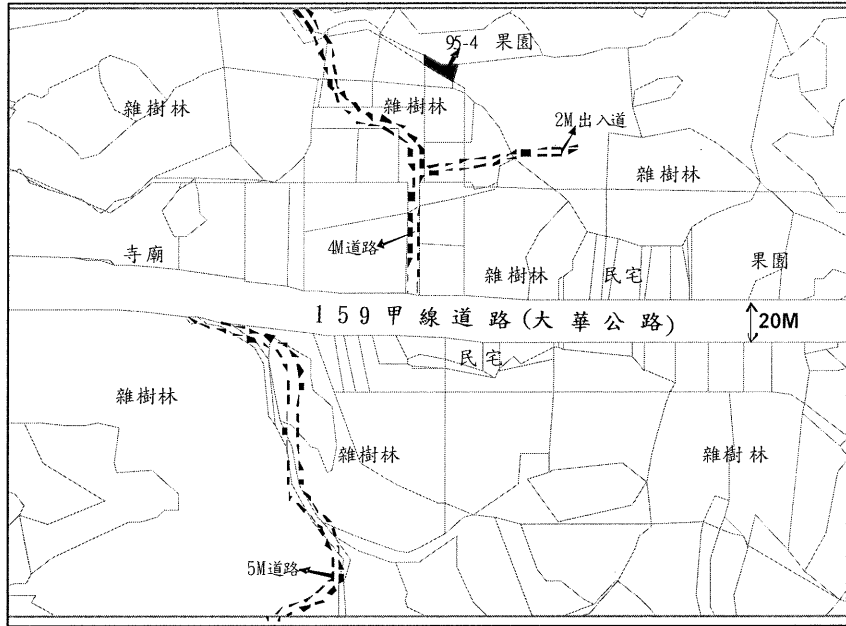 95-4 果園
雜樹林
雜樹林
2M出入道
雜樹林
寺廟
4M道路
雜樹林
民宅
果園
159甲線道路(大華公路)
20M
民宅
雜樹林
雜樹林
雜樹林
5M道路